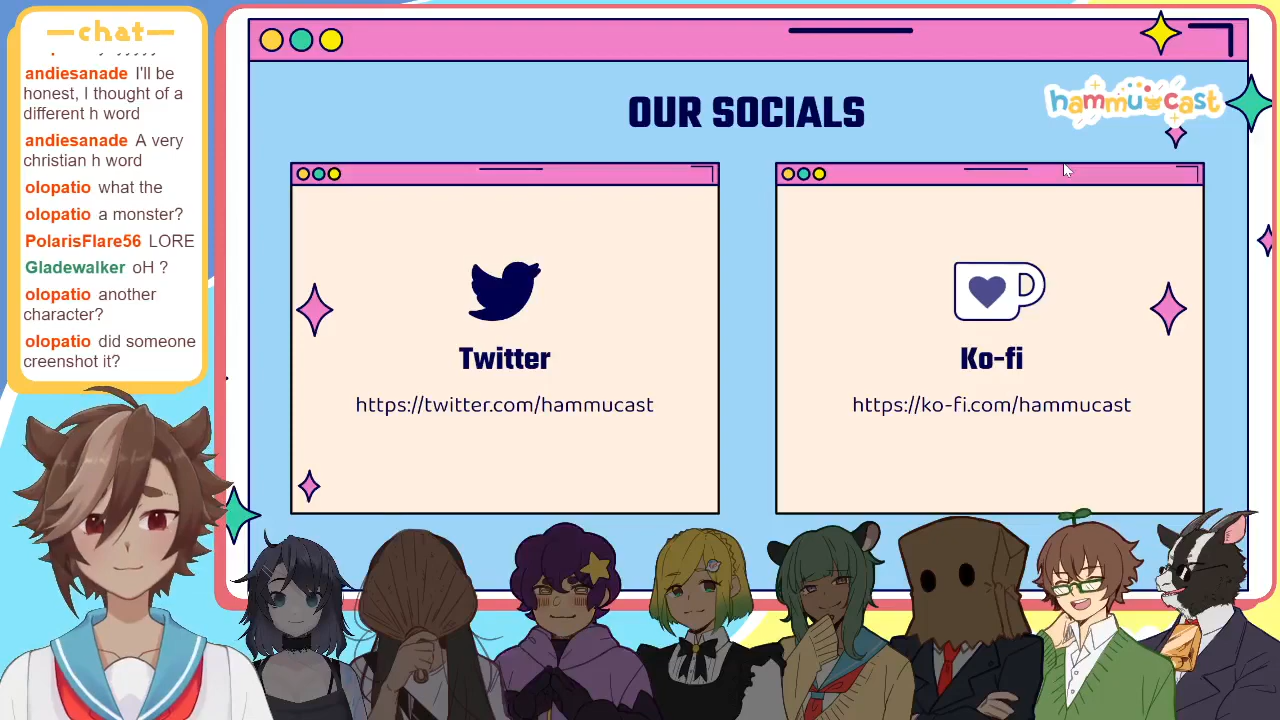 chat
andiesanade I'll be
honest, I thought of a
different h word
andiesanade A very
christian h word
olopatio what the
olopatio a monster?
PolarisFlare56 LORE
Gladewalker oH ?
olopatio another
character?
olopatio did someone
creenshot it?
OUR SOCIALS
hammu cast
Twitter
https://twitter.com/hammucast
Ko-fi
https://ko-fi.com/hammucast